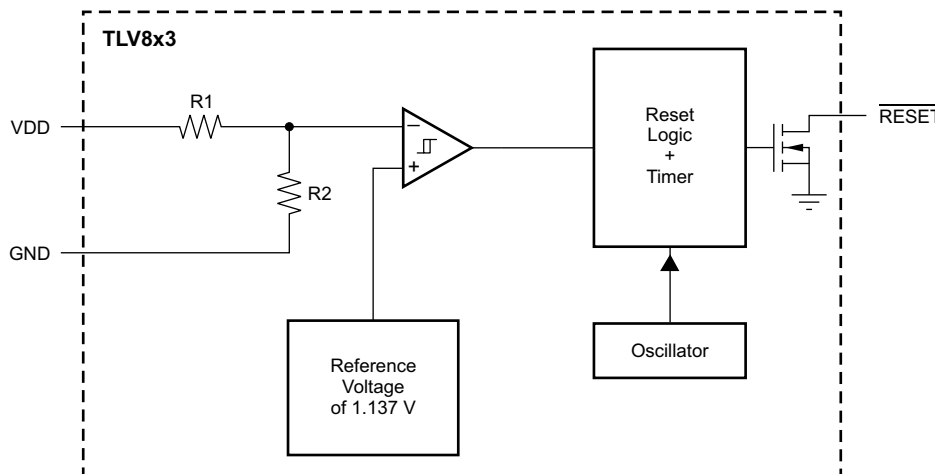 TLV8x3
R1
VDD
−
+
R2
GND
Reset
Logic
+
Timer
RESET
Reference
Voltage
of 1.137 V
Oscillator